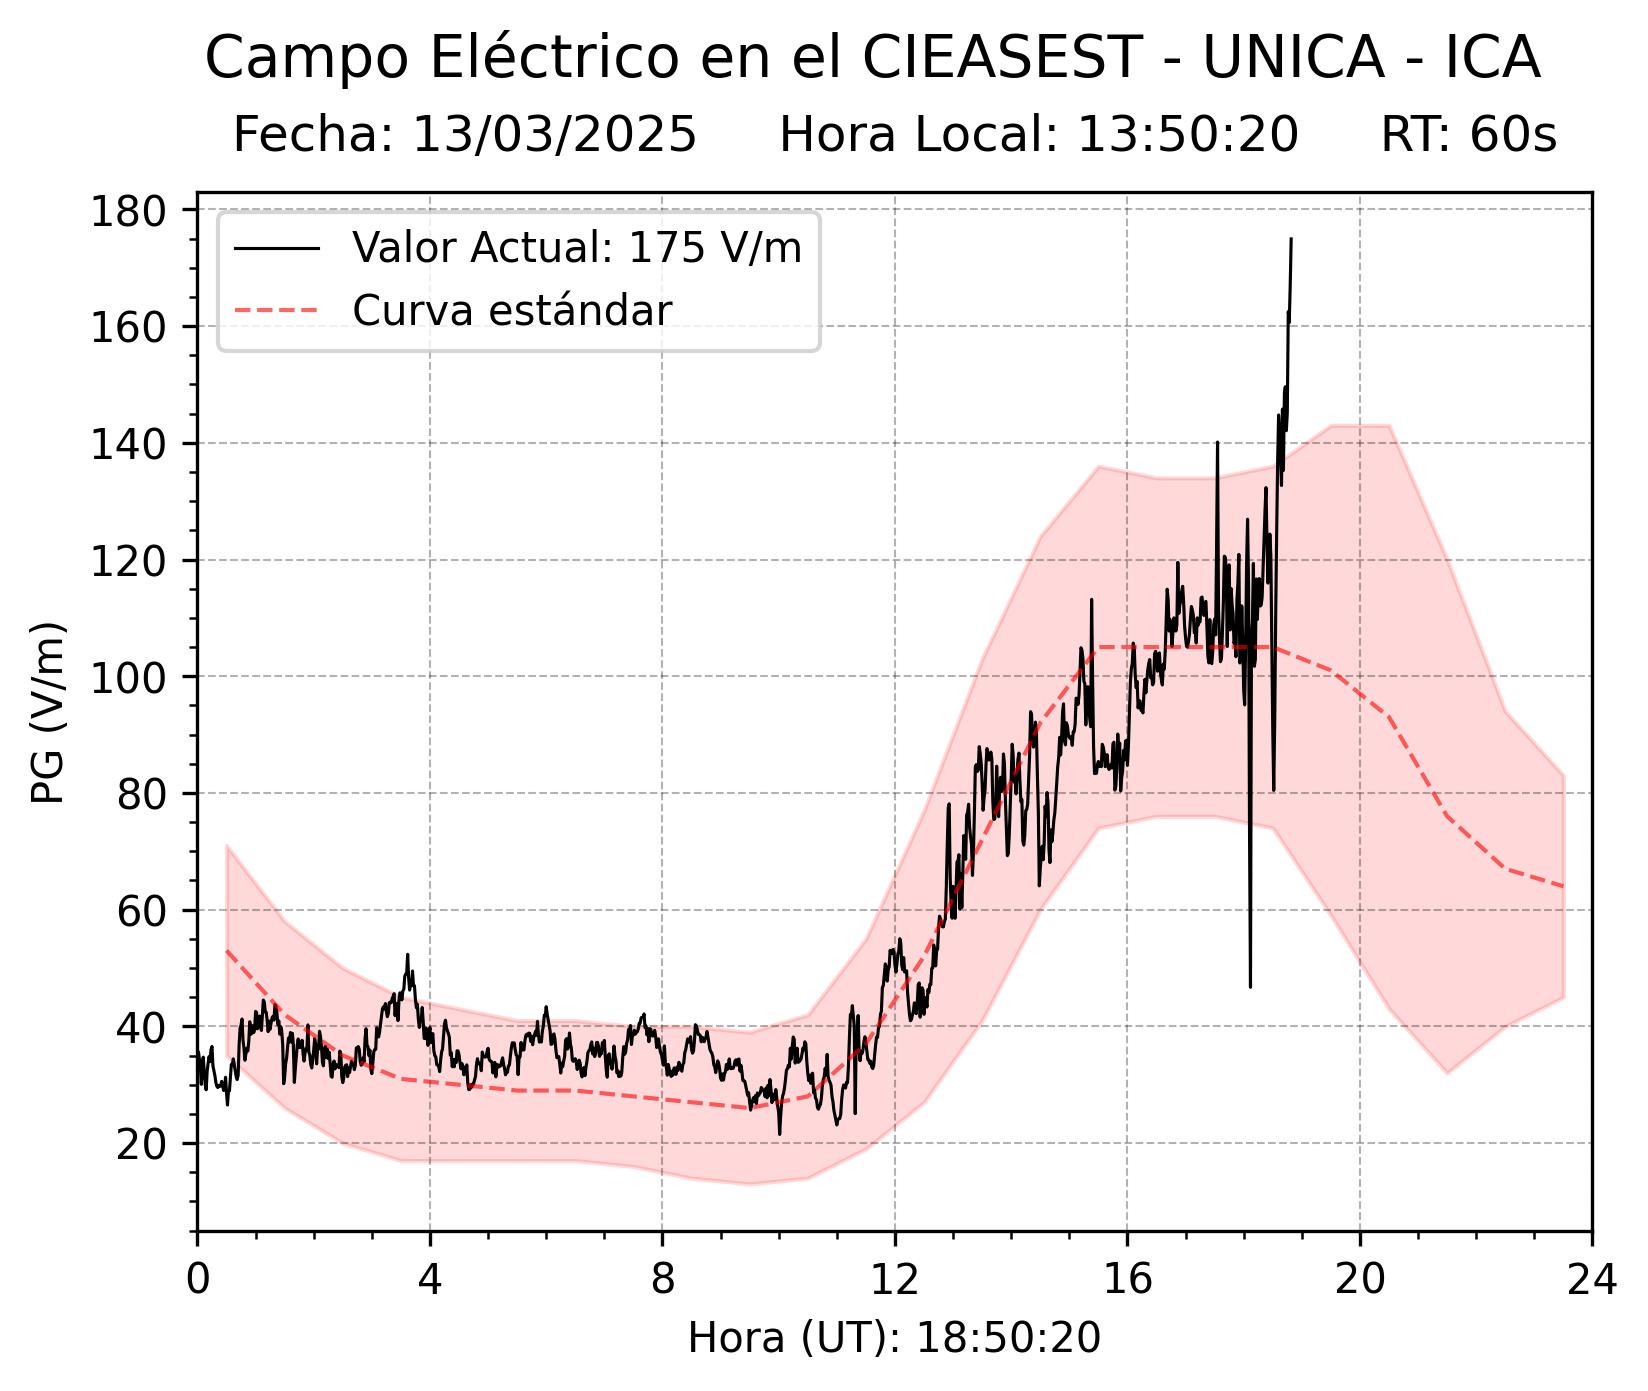 Campo Eléctrico en el CIEASEST - UNICA - ICA
Fecha: 13/03/2025 Hora Local: 13:50:20 RT: 60s
Valor Actual: 175 V/m
Curva estándar
180
160
140
120
100
80
60
40
20
PG (V/m)
0 4 8 12 16 20 24
Hora (UT): 18:50:20